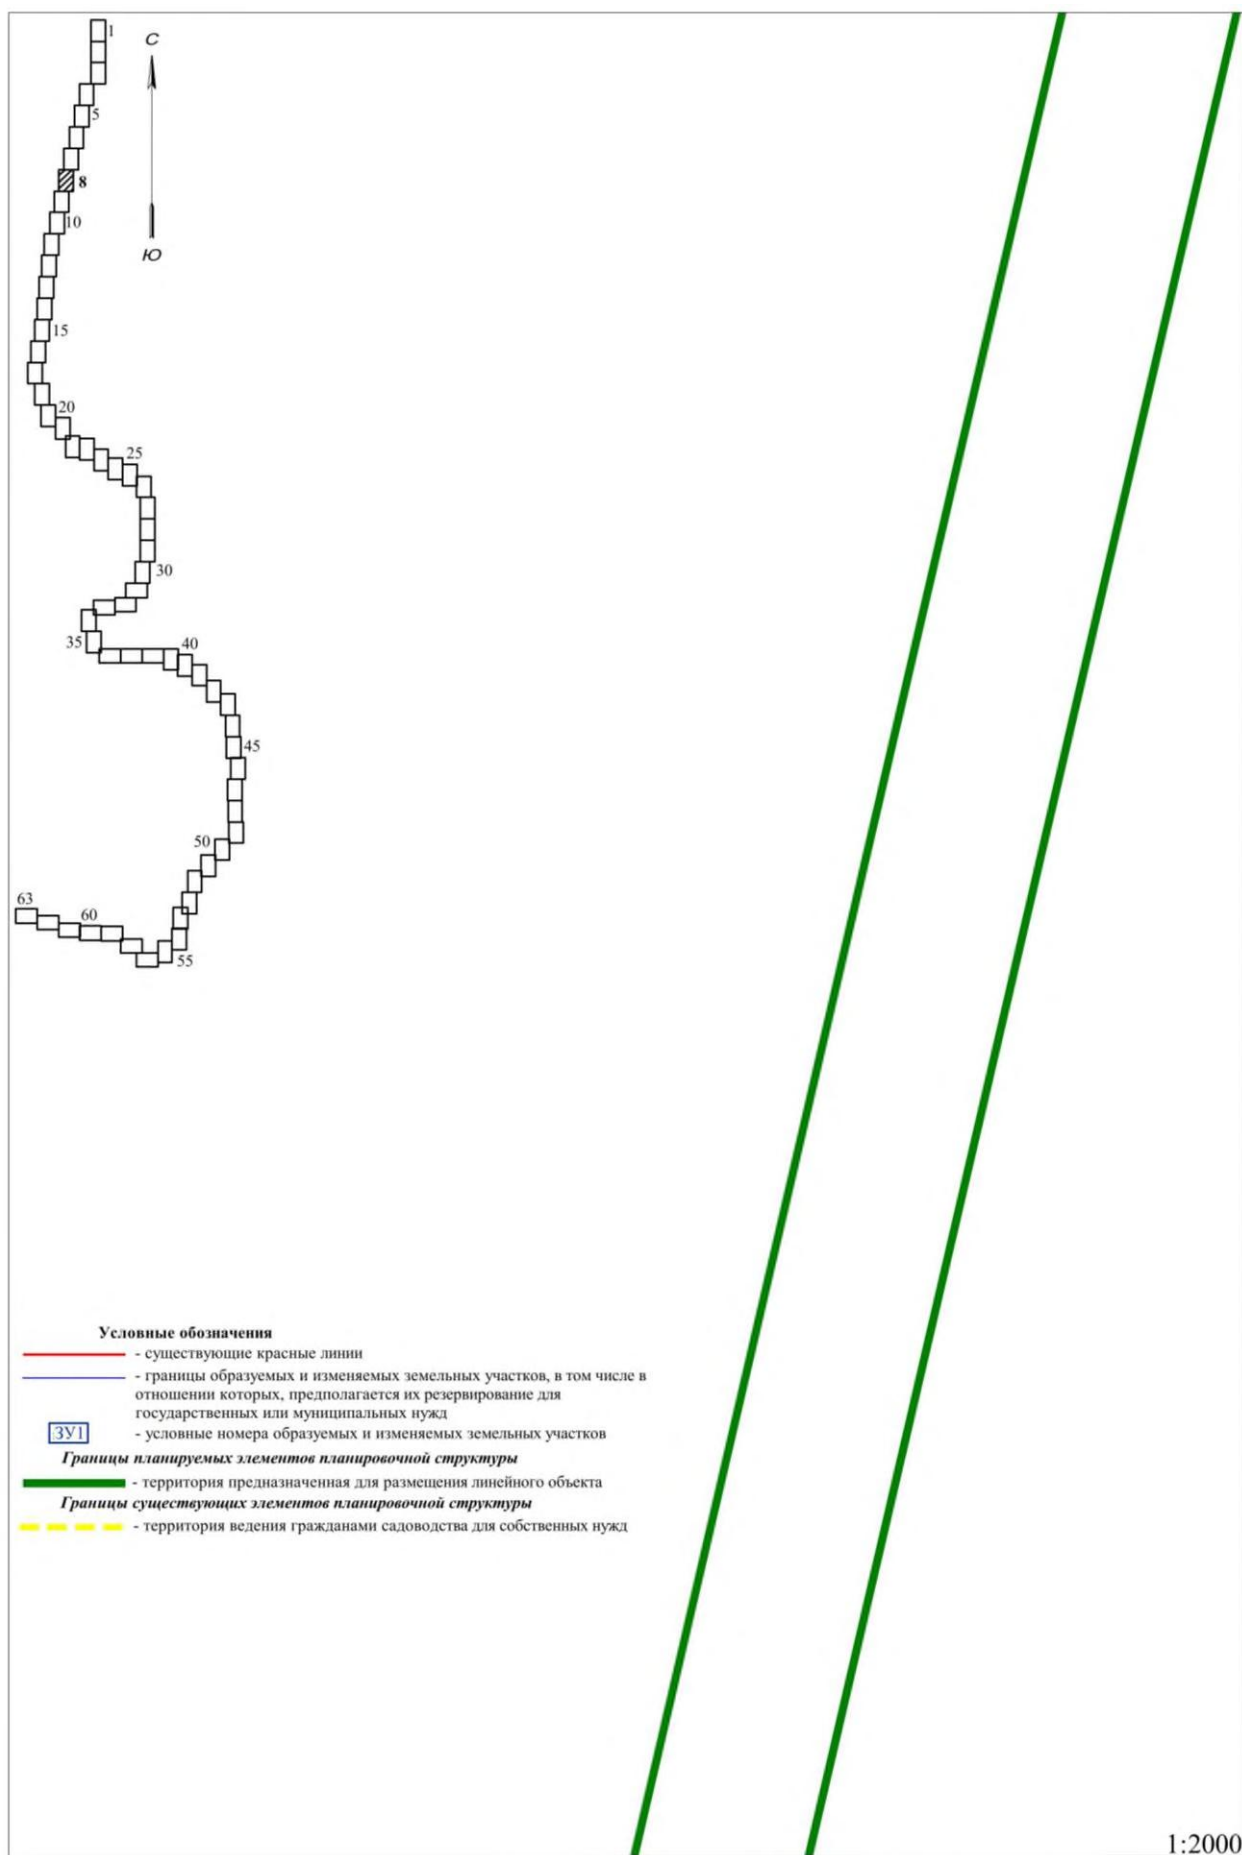 1
С
5
8
10
Ю
15
20
25
30
35
40
45
50
63
60
55
Условные обозначения
- существующие красные линии
- границы образуемых и изменяемых земельных участков, в том числе в
отношении которых, предполагается их резервирование для
государственных или муниципальных нужд
:ЗУ1 - условные номера образуемых и изменяемых земельных участков
Границы планируемых элементов планировочной структуры
- территория предназначенная для размещения линейного объекта
Границы существующих элементов планировочной структуры
- территория ведения гражданами садоводства для собственных нужд
1:2000